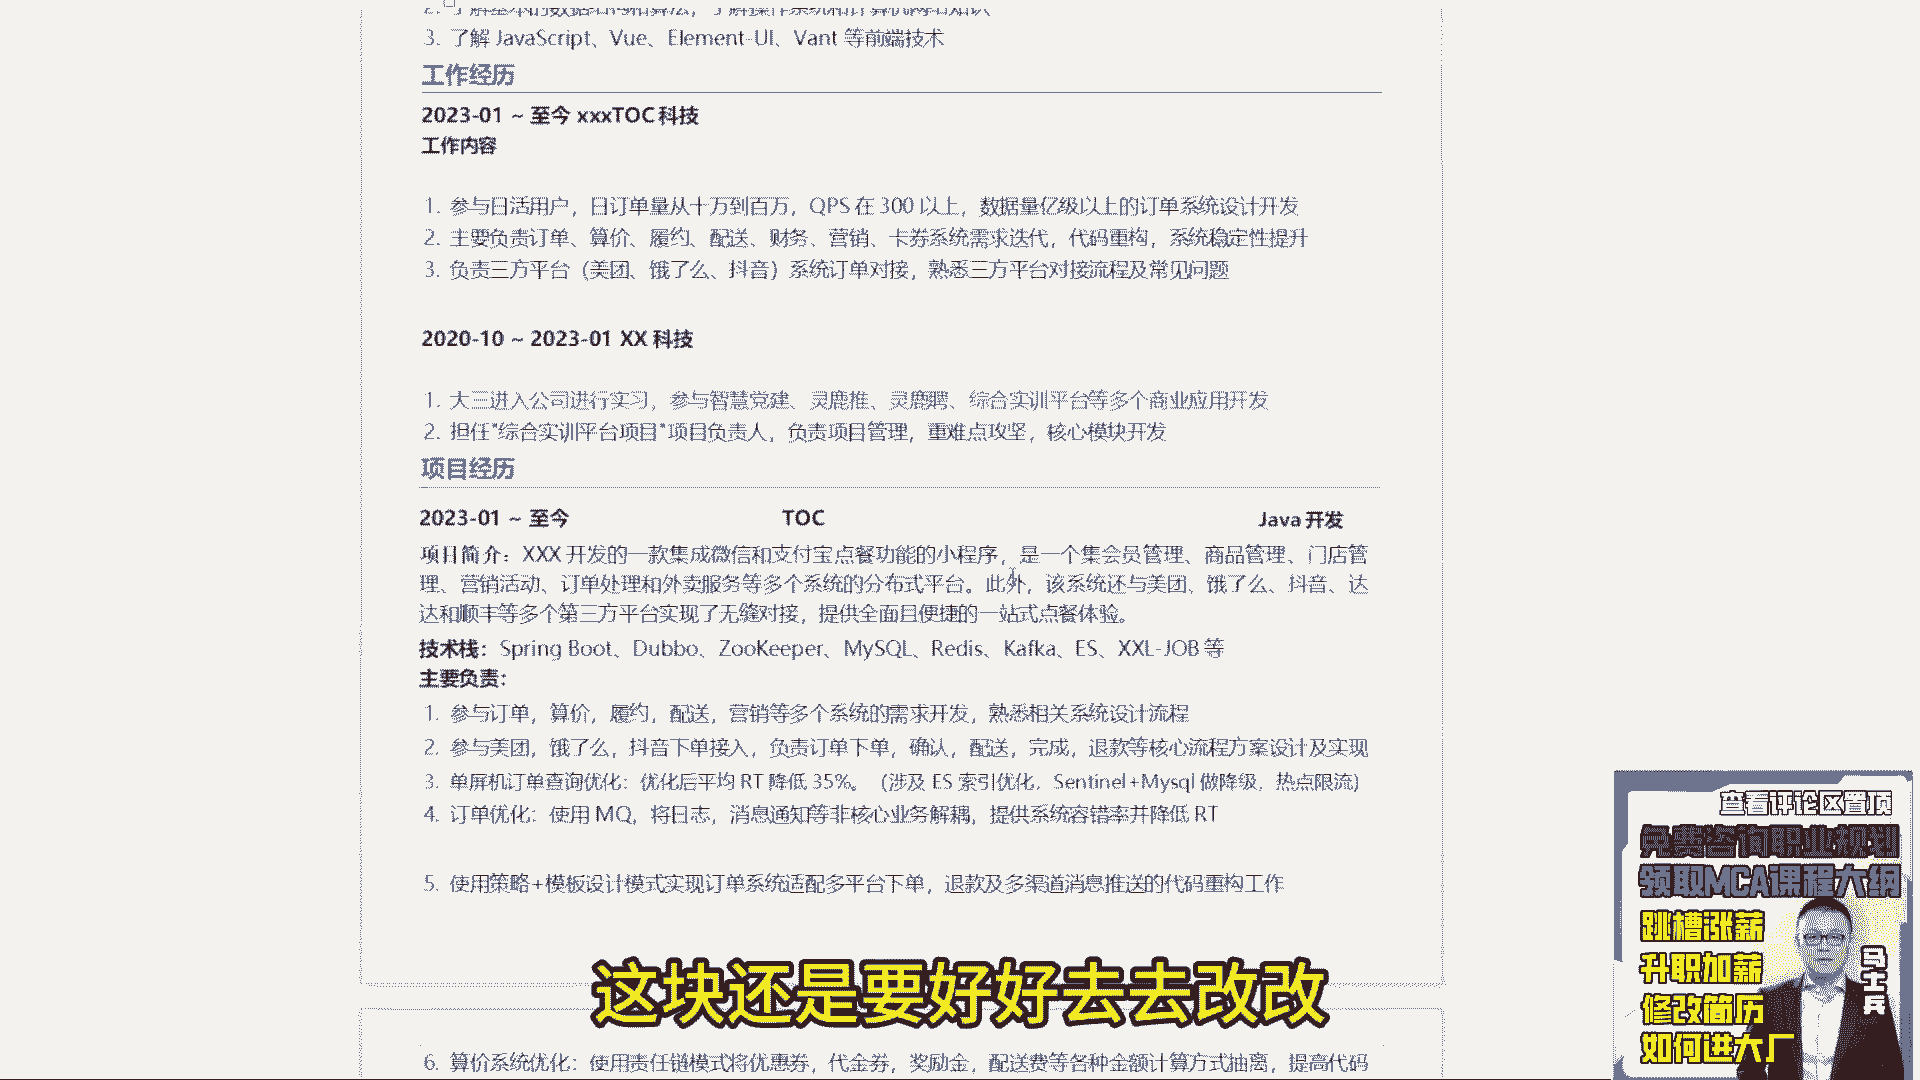 2. 了解基本的数据结构和算法，了解操作系统和计算机网络知识
3. 了解 JavaScript、Vue、Element-UI、Vant 等前端技术
工作经历
2023-01 ~ 至今 xxxTOC科技
工作内容
1. 参与日活用户，日订单量从十万到百万，QPS 在 300 以上，数据量亿级以上的订单系统设计开发
2. 主要负责订单、算价、履约、配送、财务、营销、卡券系统需求迭代，代码重构，系统稳定性提升
3. 负责三方平台（美团、饿了么、抖音）系统订单对接，熟悉三方平台对接流程及常见问题
2020-10 ~ 2023-01 XX 科技
1. 大三进入公司进行实习，参与智慧党建、灵鹿推、灵鹿聘、综合实训平台等多个商业应用开发
2. 担任"综合实训平台项目"项目负责人，负责项目管理，重难点攻坚，核心模块开发
项目经历
2023-01 ~ 至今 TOC Java 开发
项目简介：XXX 开发的一款集成微信和支付宝点餐功能的小程序，是一个集会员管理、商品管理、门店管
理、营销活动、订单处理和外卖服务等多个系统的分布式平台。此外，该系统还与美团、饿了么、抖音、达
达和顺丰等多个第三方平台实现了无缝对接，提供全面且便捷的一站式点餐体验。
技术栈：Spring Boot、Dubbo、ZooKeeper、MySQL、Redis、Kafka、ES、XXL-JOB 等
主要负责：
1. 参与订单，算价，履约，配送，营销等多个系统的需求开发，熟悉相关系统设计流程
2. 参与美团，饿了么，抖音下单接入，负责订单下单，确认，配送，完成，退款等核心流程方案设计及实现
3. 单屏机订单查询优化：优化后平均 RT 降低 35%。（涉及 ES 索引优化，Sentinel+Mysql 做降级，热点限流）
4. 订单优化：使用 MQ，将日志，消息通知等非核心业务解耦，提供系统容错率并降低 RT
5. 使用策略+模板设计模式实现订单系统适配多平台下单，退款及多渠道消息推送的代码重构工作
6. 算价系统优化：使用责任链模式将优惠券，代金券，奖励金，配送费等各种金额计算方式抽离，提高代码
这块还是要好好去去改改
查看评论区置顶
免费咨询职业规划
领取MCA课程大纲
跳槽涨薪
升职加薪
修改简历
如何进大厂
马士兵